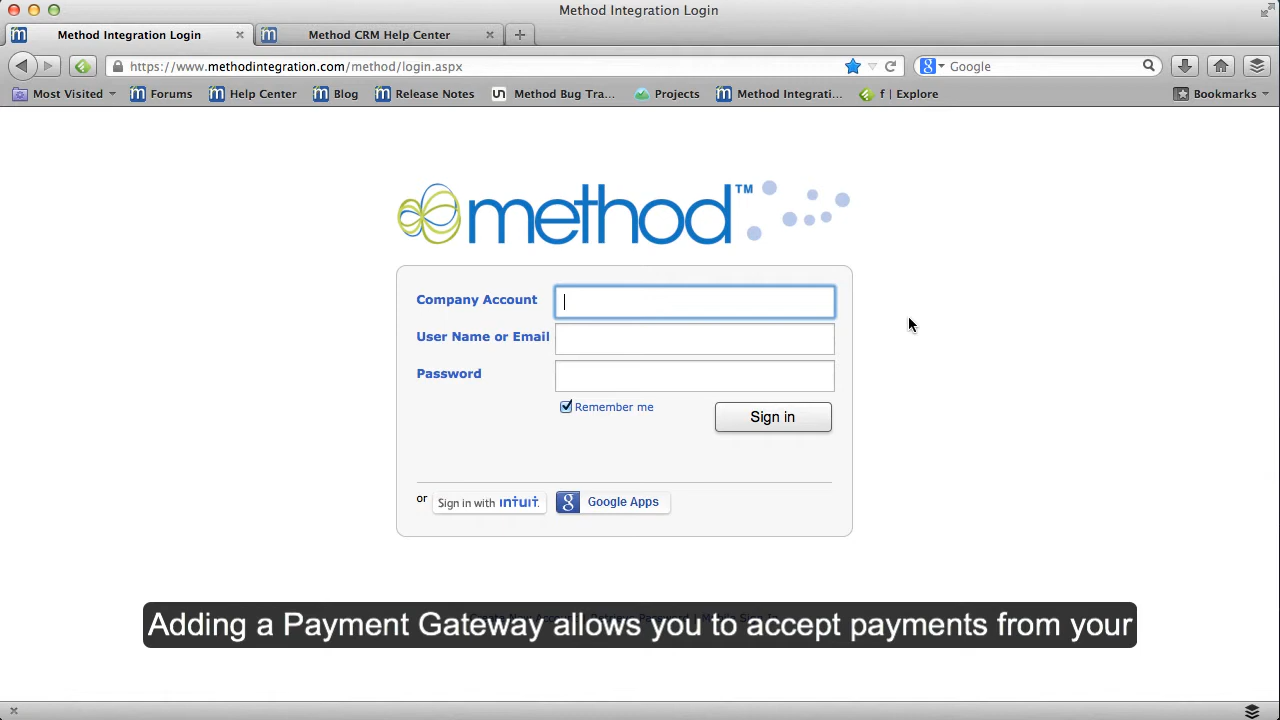 Method Integration Login
Method Integration Login
Method CRM Help Center
https://www.methodintegration.com/method/login.aspx
Google
Most Visited
Forums
Help Center
Blog
Release Notes
Method Bug Tra...
Projects
Method Integrati...
f | Explore
Bookmarks
method™
Company Account
User Name or Email
Password
Remember me
Sign in
or
Sign in with intuit.
Google Apps
Adding a Payment Gateway allows you to accept payments from your